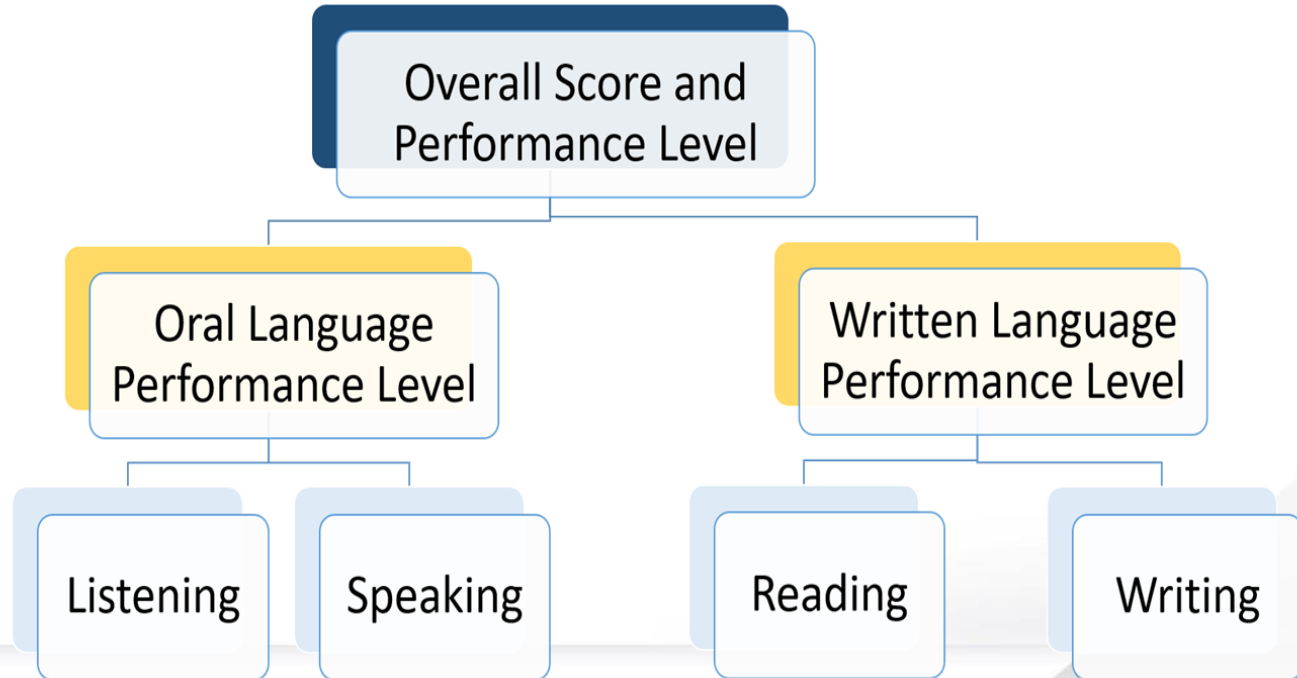 Overall Score and
Performance Level
Oral Language
Performance Level
Written Language
Performance Level
Listening
Speaking
Reading
Writing